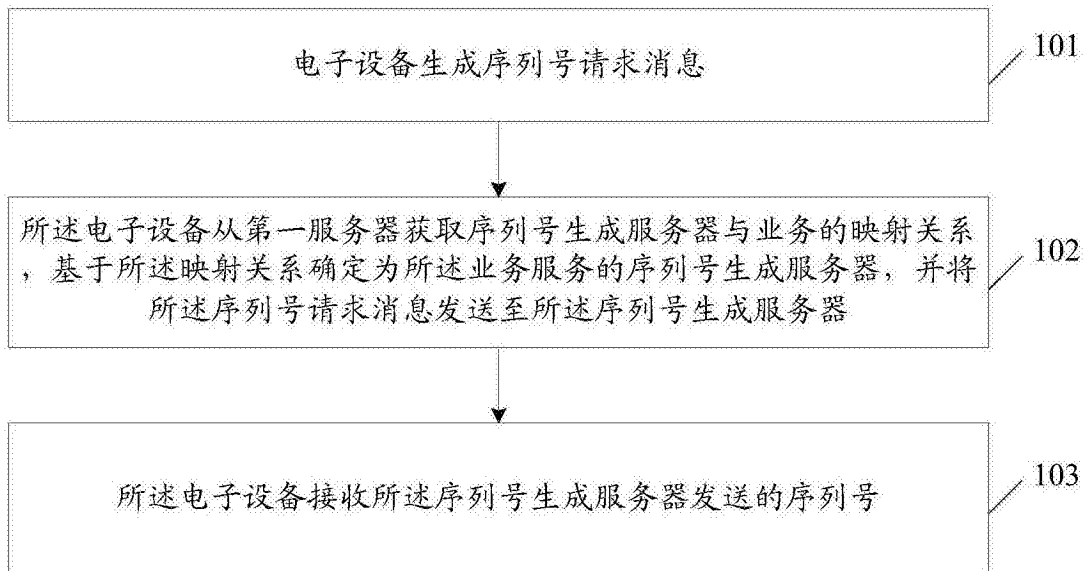 电子设备生成序列号请求消息
101
所述电子设备从第一服务器获取序列号生成服务器与业务的映射关系
，基于所述映射关系确定为所述业务服务的序列号生成服务器，并将
所述序列号请求消息发送至所述序列号生成服务器
102
所述电子设备接收所述序列号生成服务器发送的序列号
103